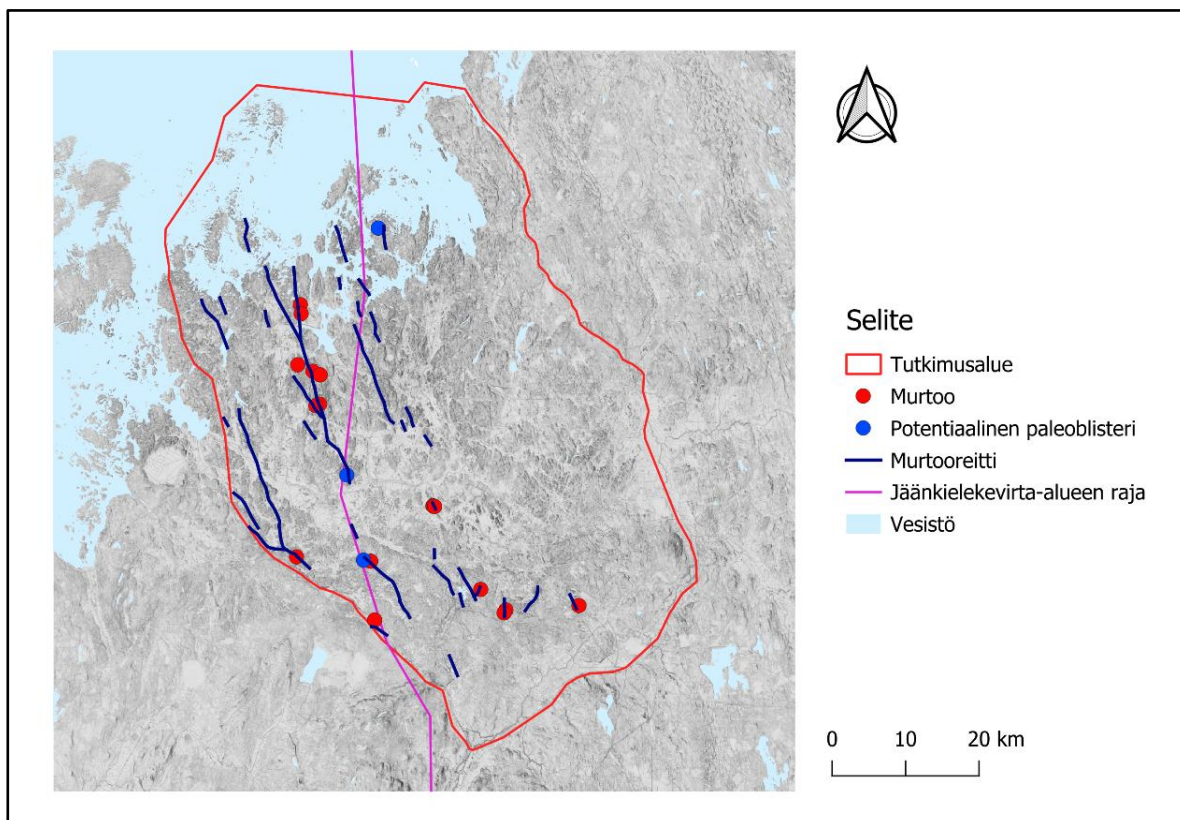 Selite
Tutkimusalue
Murtoo
Potentiaalinen paleoblisteri
Murtooreitti
Jäänkielekevirta-alueen raja
Vesistö
0 10 20 km